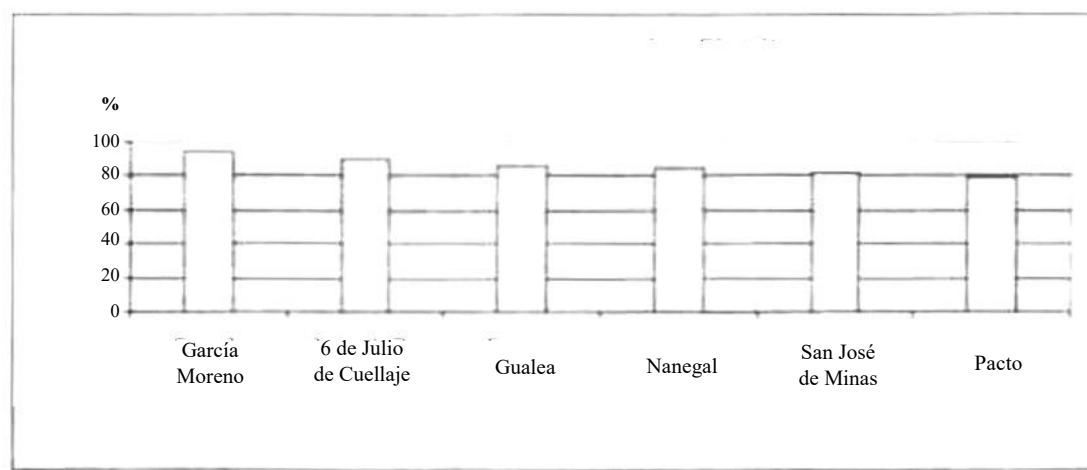 %
100
80
60
40
20
0
García
Moreno
6 de Julio
de Cuellaje
Gualea
Nanegal
San José
de Minas
Pacto